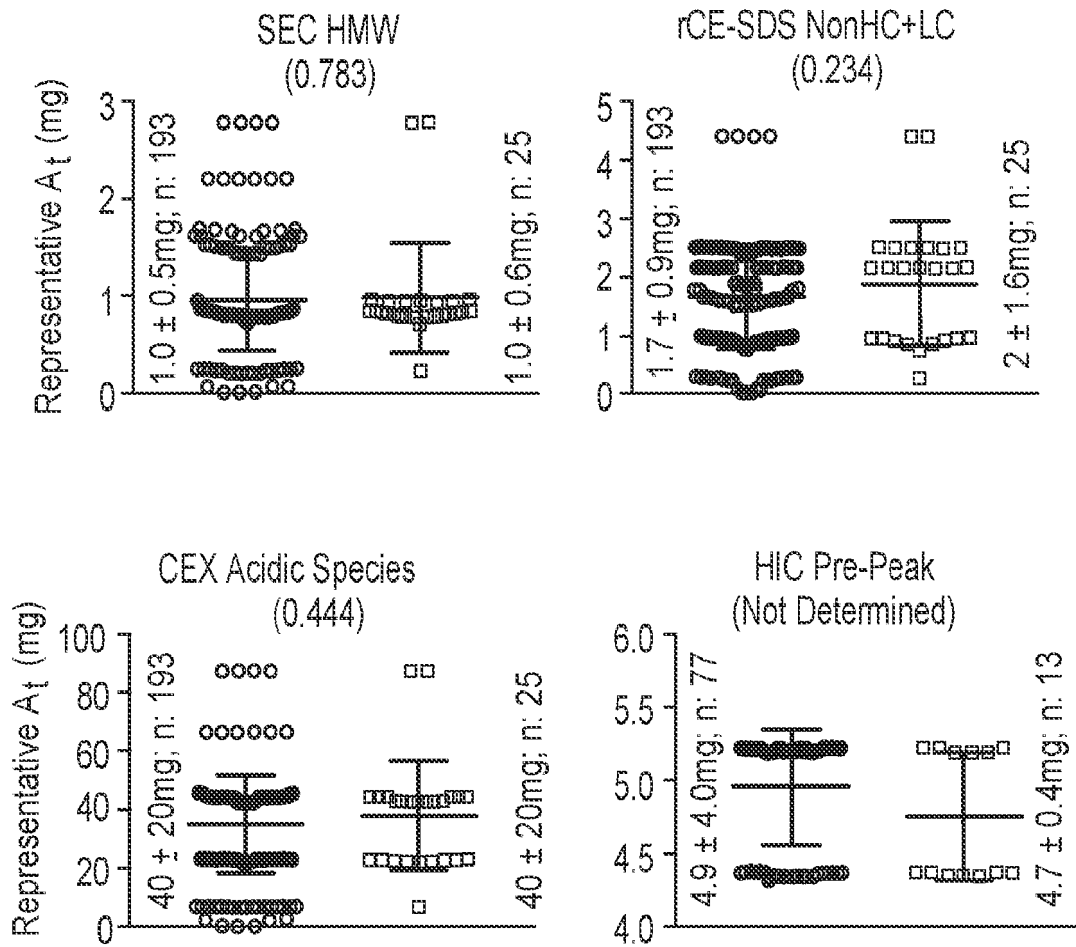 SEC HMW
(0.783)
Representative At (mg)
3
2
1
0
1.0 ± 0.5mg; n: 193
1.0 ± 0.6mg; n: 25
rCE-SDS NonHC+LC
(0.234)
5
4
3
2
1
0
1.7 ± 0.9mg; n: 193
2 ± 1.6mg; n: 25
CEX Acidic Species
(0.444)
Representative At (mg)
100
80
60
40
20
0
40 ± 20mg; n: 193
40 ± 20mg; n: 25
HIC Pre-Peak
(Not Determined)
6.0
5.5
5.0
4.5
4.0
4.9 ± 4.0mg; n: 77
4.7 ± 0.4mg; n: 13